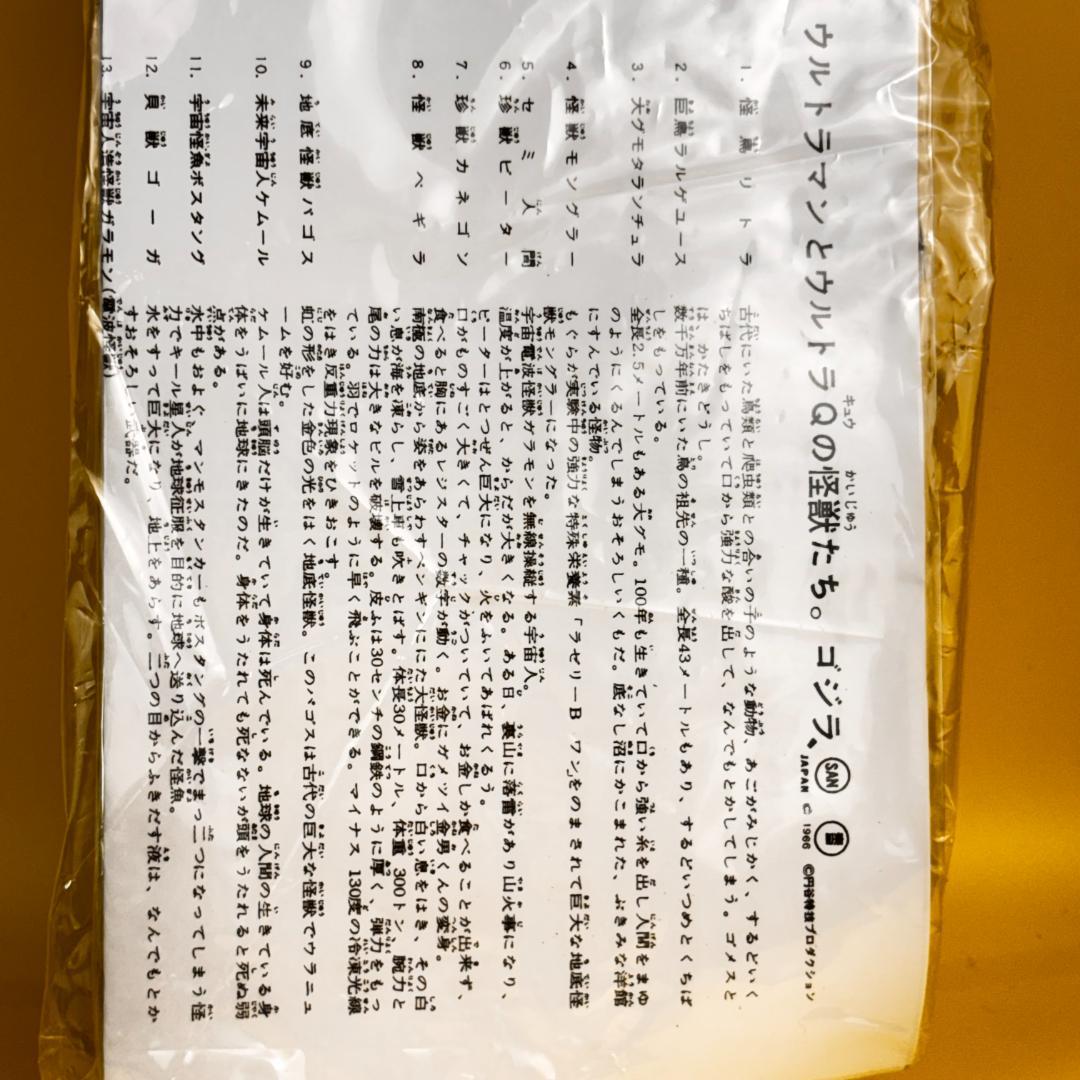 ウルトラマンとウルトラQの怪獣たち。ゴジラ、 SAN JAPAN © 1966 ©円谷特技プロダクション
1. 怪鳥リトラ 古代にいた鳥類と爬虫類との合いの子のような動物、あごがみじかく、するどいく
ちばしをもっていて口から強力な酸を出して、なんでもとかしてしまう。ゴメスと
は、かたきどうし。
2. 巨鳥ラルゲユース 数千万年前にいた鳥の祖先の一種。全長43メートルもあり、するどいつめとくちば
しをもっている。
3. 大グモタランチュラ 全長2.5メートルもある大グモ。100年も生きていて口から強い糸を出し人間をまゆ
のようにくるんでしまうおそろしいくもだ。底なし沼にかこまれた、ぶきみな洋館
にすんでいる怪物。
4. 怪獣モングラー もぐらが実験中の強力な特殊栄養素「ラゼリーB ワン」をのまされて巨大な地底怪
獣モングラーになった。
5. セミ人間 宇宙電波怪獣ガラモンを無線操縦する宇宙人。
6. 珍獣ピーター 温度が上がると、からだが大きくなる。ある日、裏山に落雷があり山火事になり、
ピーターはとつぜん巨大になり、火をふいてあばれくるう。
7. 珍獣カネゴン 口がものすごく大きくて、チャックがついていて、お金しか食べることが出来ず、
食べると胸にあるレジスターの数字が動く。お金にガメツイ金男くんの変身。
8. 怪獣ペギラ 南極の地底から姿をあらわすペンギンににた大怪獣。口から白い息をはき、その白
い息が海を凍らし、雪上車も吹きとばす。体長30メートル、体重300トン、腕力と
尾の力は大きなビルを破壊する。皮ふは30センチの鋼鉄のように厚く、弾力をもっ
ている。羽でロケットのように早く飛ぶことができる。マイナス130度の冷凍光線
をはき反重力現象をひきおこす
9. 地底怪獣パゴス 虹の形をした金色の光をはく地底怪獣。このパゴスは古代の巨大な怪獣でウラニュ
ームを好む。
10. 未来宇宙人ケムール ケムール人は頭脳だけが生きていて身体は死んでいる。地球の人間の生きている身
体をうばいに地球にきたのだ。身体をうたれても死なないが頭をうたれると死ぬ弱
点がある。
11. 宇宙怪魚ボスタング 水中もおよぐ、マンモスタンカーもボスタングの一撃でまっ二つになってしまう怪
力でキール星人が地球征服を目的に地球へ送り込んだ怪魚。
12. 貝獣ゴーガ 水をすって巨大になり、地上をあらす。二つの目からふきだす液は、なんでもとか
すおそろしい武器だ。
13. 宇宙人造怪獣ガラモン(電波怪獣)